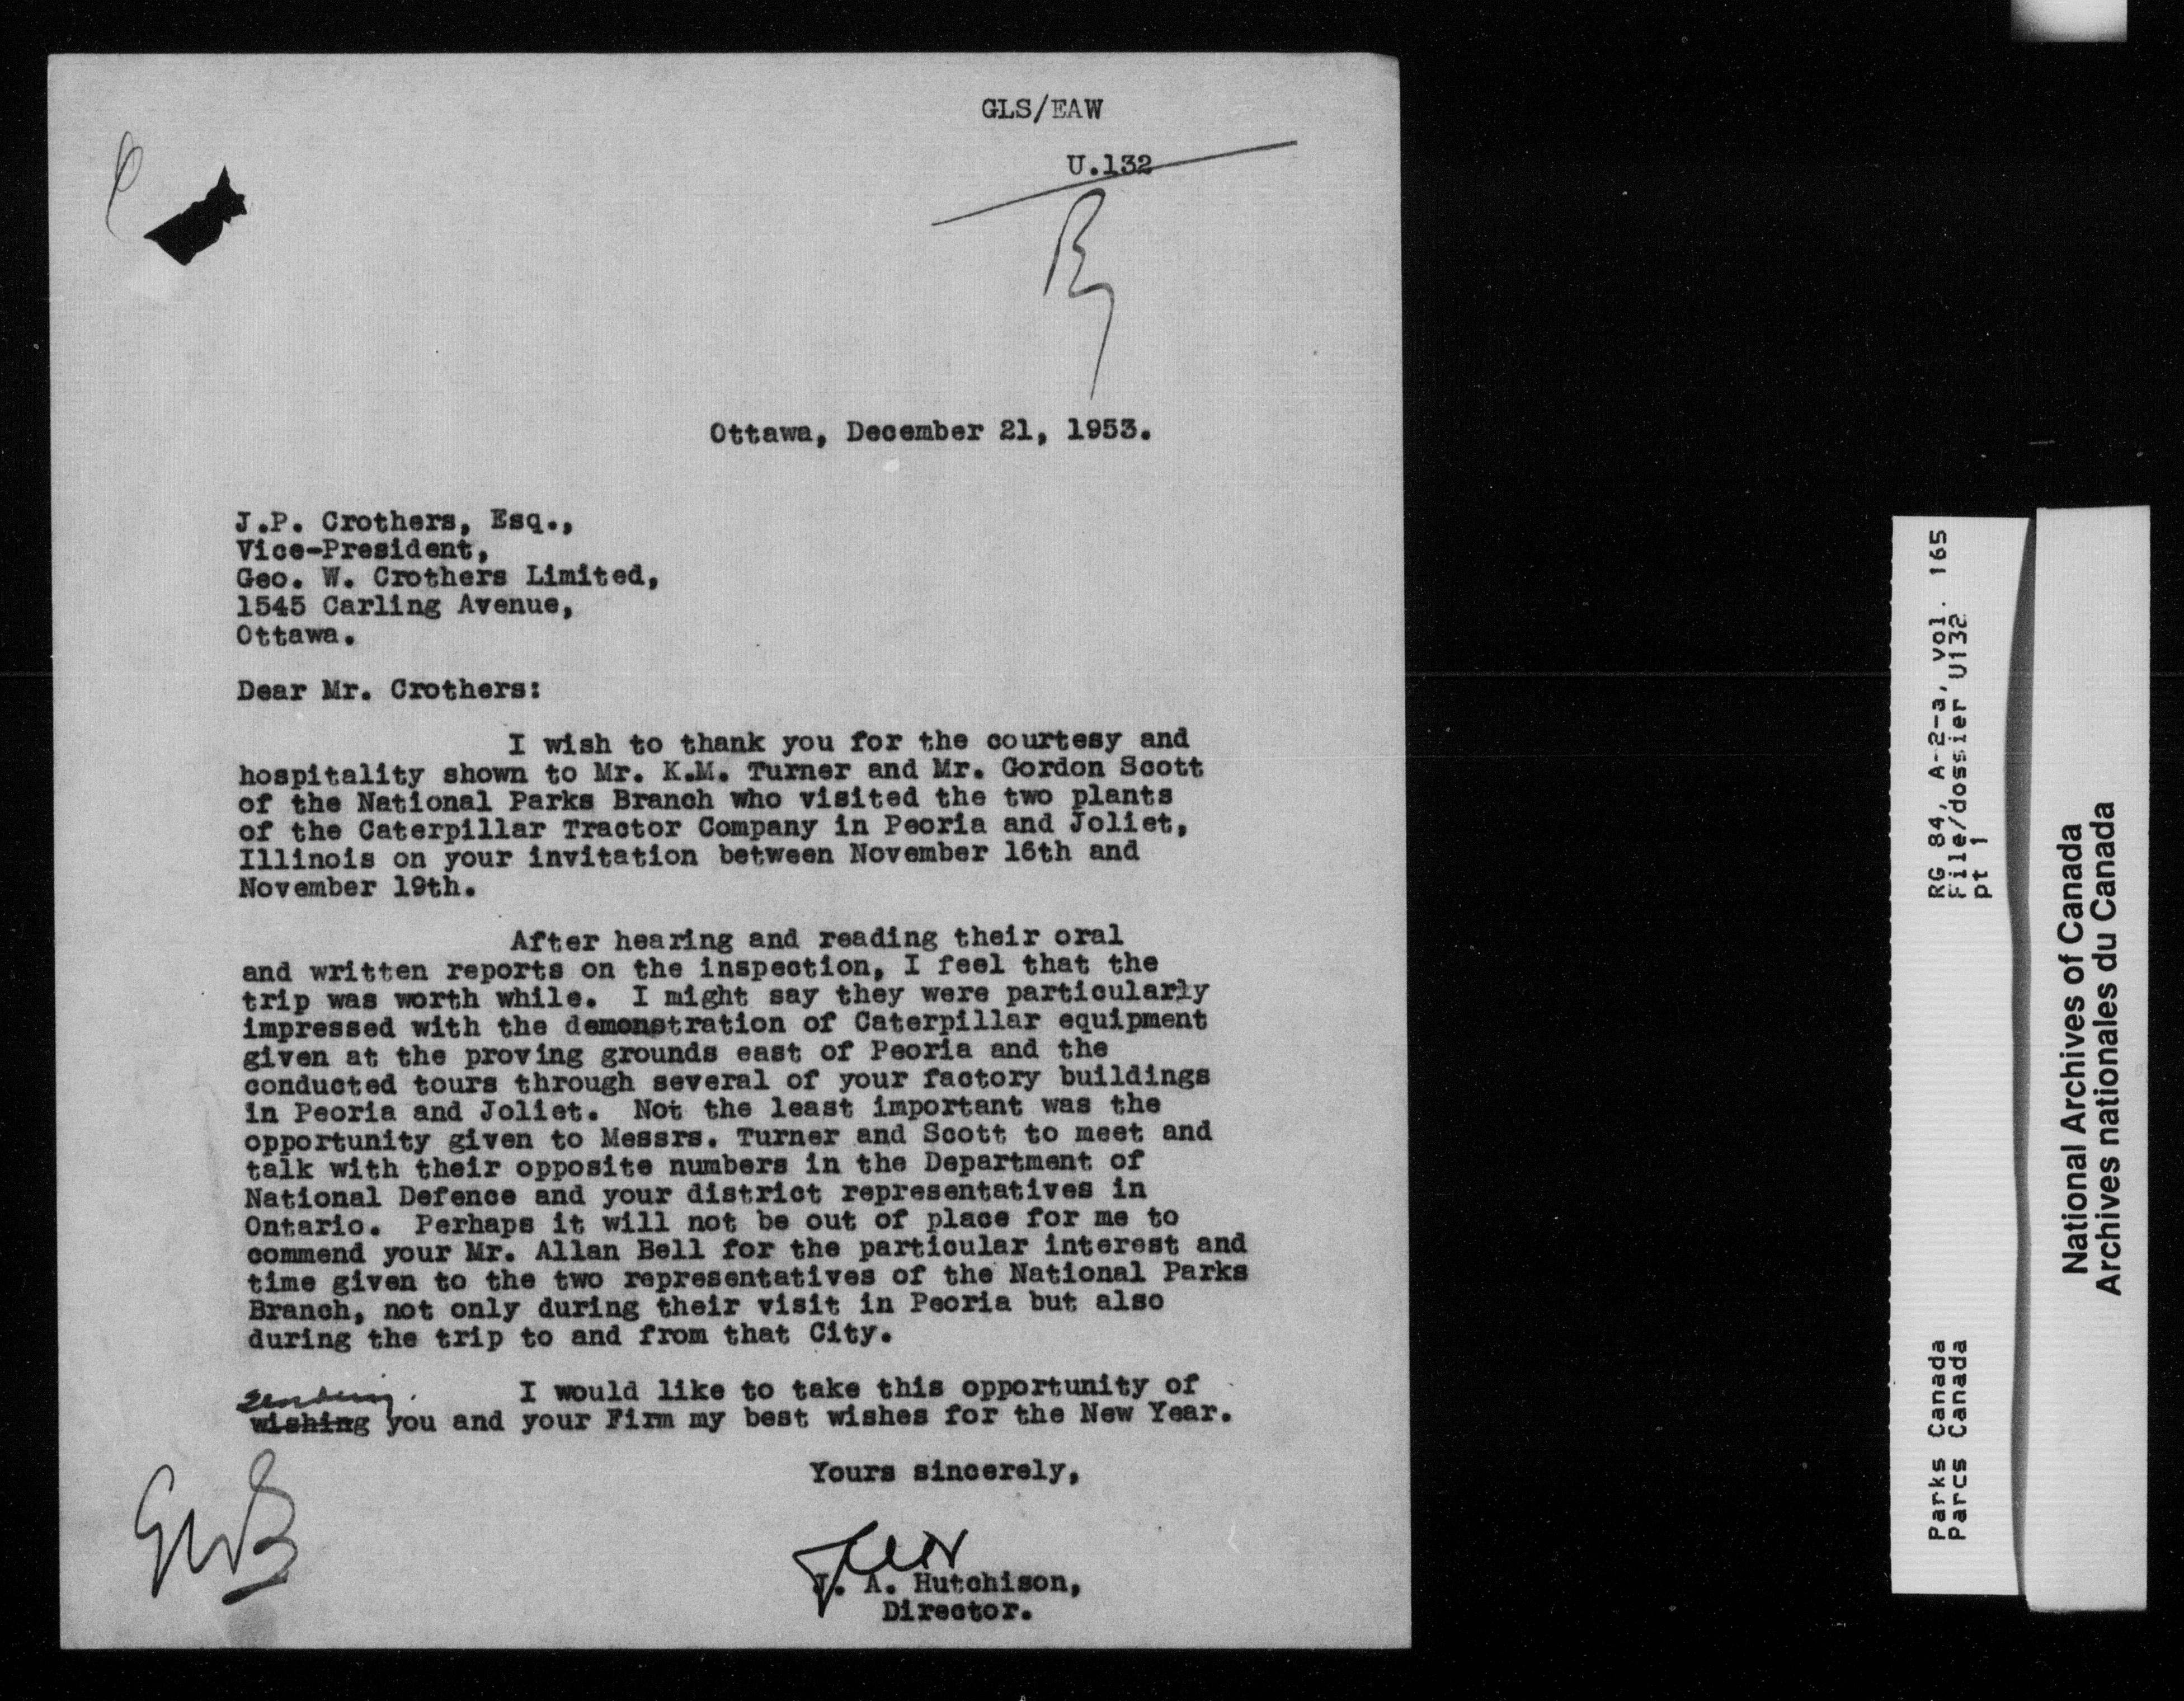 GLS/EAW
U.132
Ottawa, December 21, 1953.
J.P. Crothers, Esq.,
Vice-President,
Geo. W. Crothers Limited,
1545 Carling Avenue,
Ottawa.
Dear Mr. Crothers:
I wish to thank you for the courtesy and
hospitality shown to Mr. K.M. Turner and Mr. Gordon Scott
of the National Parks Branch who visited the two plants
of the Caterpillar Tractor Company in Peoria and Joliet,
Illinois on your invitation between November 16th and
November 19th.
After hearing and reading their oral
and written reports on the inspection, I feel that the
trip was worth while. I might say they were particularly
impressed with the demonstration of Caterpillar equipment
given at the proving grounds east of Peoria and the
conducted tours through several of your factory buildings
in Peoria and Joliet. Not the least important was the
opportunity given to Messrs. Turner and Scott to meet and
talk with their opposite numbers in the Department of
National Defence and your district representatives in
Ontario. Perhaps it will not be out of place for me to
commend your Mr. Allan Bell for the particular interest and
time given to the two representatives of the National Parks
Branch, not only during their visit in Peoria but also
during the trip to and from that City.
I would like to take this opportunity of
sending
wishing you and your Firm my best wishes for the New Year.
Yours sincerely,
J. A. Hutchison,
Director.
RG 84, A-2-a, vol. 165
File/dossier U132
pt 1
Parks Canada
Parcs Canada
National Archives of Canada
Archives nationales du Canada